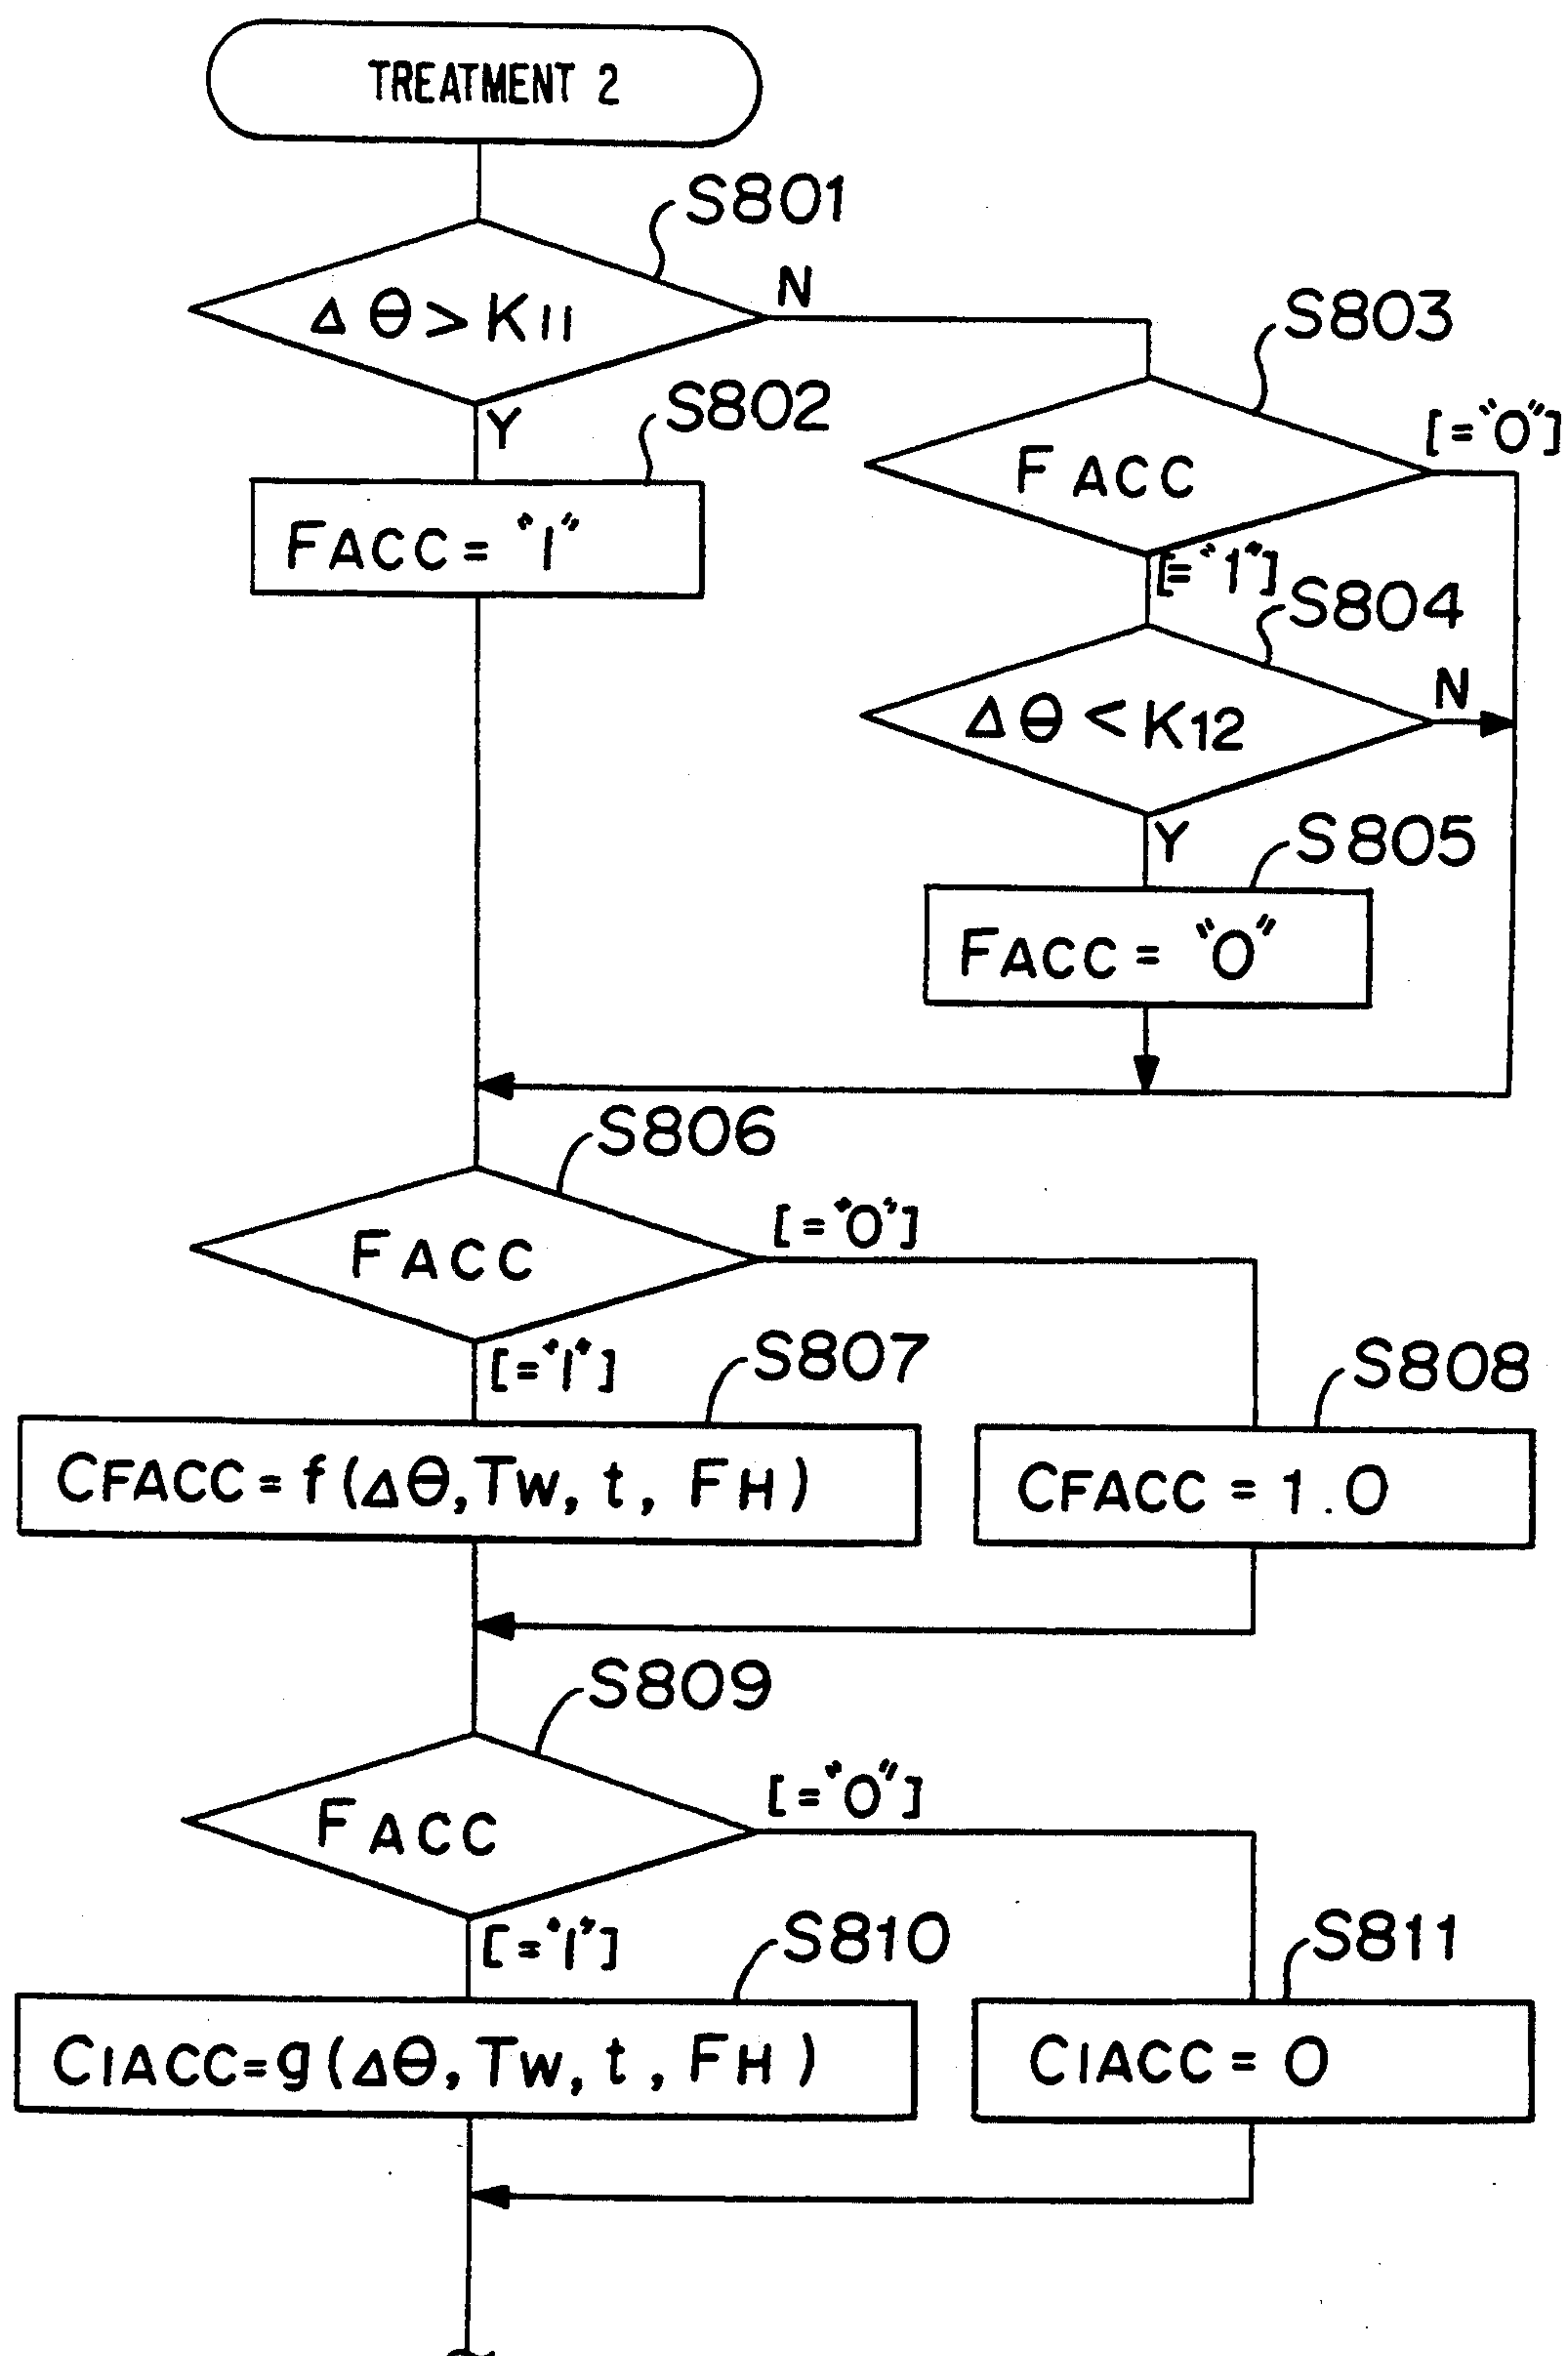 TREATMENT 2
S801
Δθ > K11
N
Y
S802
FACC = "1"
S803
FACC
[="0"]
[="1"]
S804
Δθ < K12
N
Y
S805
FACC = "0"
S806
FACC
[="0"]
[="1"]
S807
CFACC = f(Δθ, Tw, t, FH)
S808
CFACC = 1.0
S809
FACC
[="0"]
[="1"]
S810
CIACC=g(Δθ, Tw, t, FH)
S811
CIACC = 0